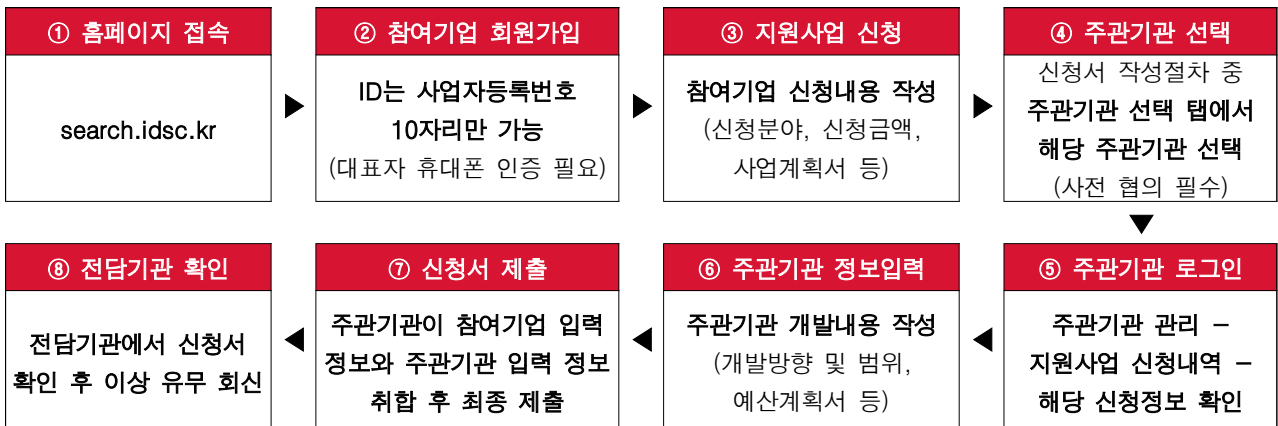 ① 홈페이지 접속
search.idsc.kr
② 참여기업 회원가입
ID는 사업자등록번호
10자리만 가능
(대표자 휴대폰 인증 필요)
③ 지원사업 신청
참여기업 신청내용 작성
(신청분야, 신청금액,
사업계획서 등)
④ 주관기관 선택
신청서 작성절차 중
주관기관 선택 탭에서
해당 주관기관 선택
(사전 협의 필수)
⑤ 주관기관 로그인
주관기관 관리 –
지원사업 신청내역 –
해당 신청정보 확인
⑥ 주관기관 정보입력
주관기관 개발내용 작성
(개발방향 및 범위,
예산계획서 등)
⑦ 신청서 제출
주관기관이 참여기업 입력
정보와 주관기관 입력 정보
취합 후 최종 제출
⑧ 전담기관 확인
전담기관에서 신청서
확인 후 이상 유무 회신